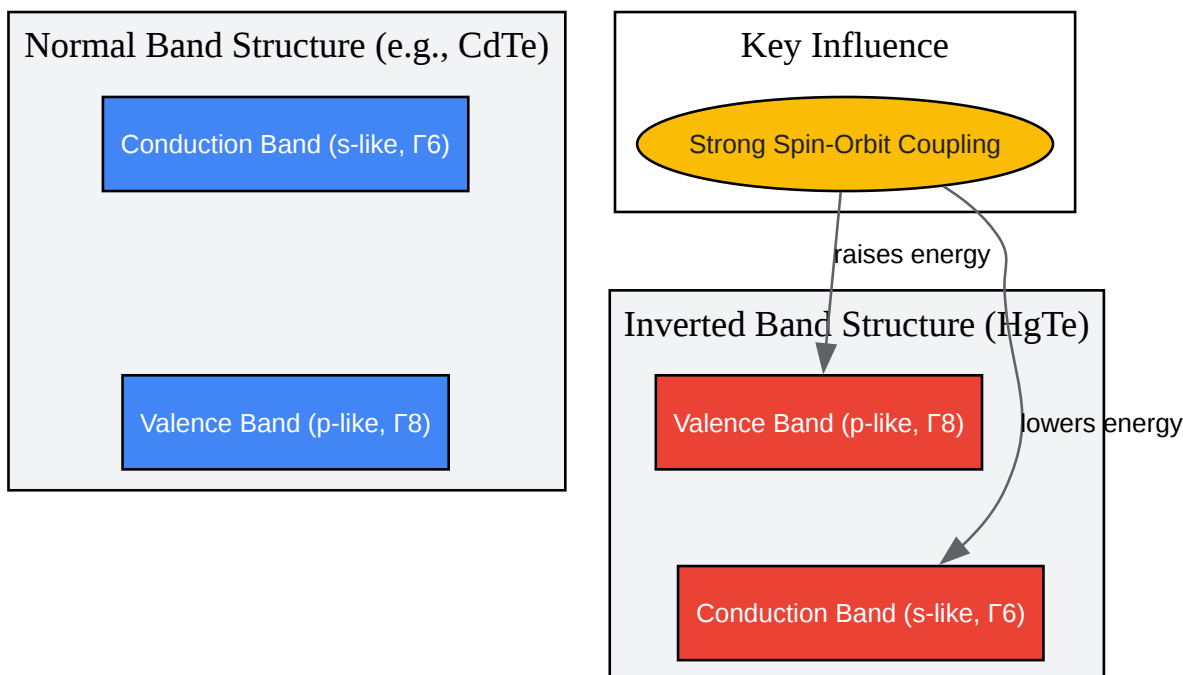 Normal Band Structure (e.g., CdTe)
Conduction Band (s-like, Γ6)
Valence Band (p-like, Γ8)
Key Influence
Strong Spin-Orbit Coupling
raises energy
Inverted Band Structure (HgTe)
Valence Band (p-like, Γ8)
lowers energy
Conduction Band (s-like, Γ6)